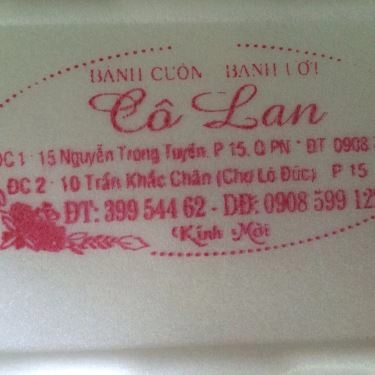 BÁNH CUỐN BÁNH ƯỚT
Cô Lan
ĐC 1 · 15 Nguyễn Trọng Tuyển. P 15. Q PN * ĐT 0908
ĐC 2 · 10 Trần Khắc Chân (Chợ Lò Đúc) P 15
ĐT: 399 544 62 - DĐ: 0908 599 12
Kính Mời